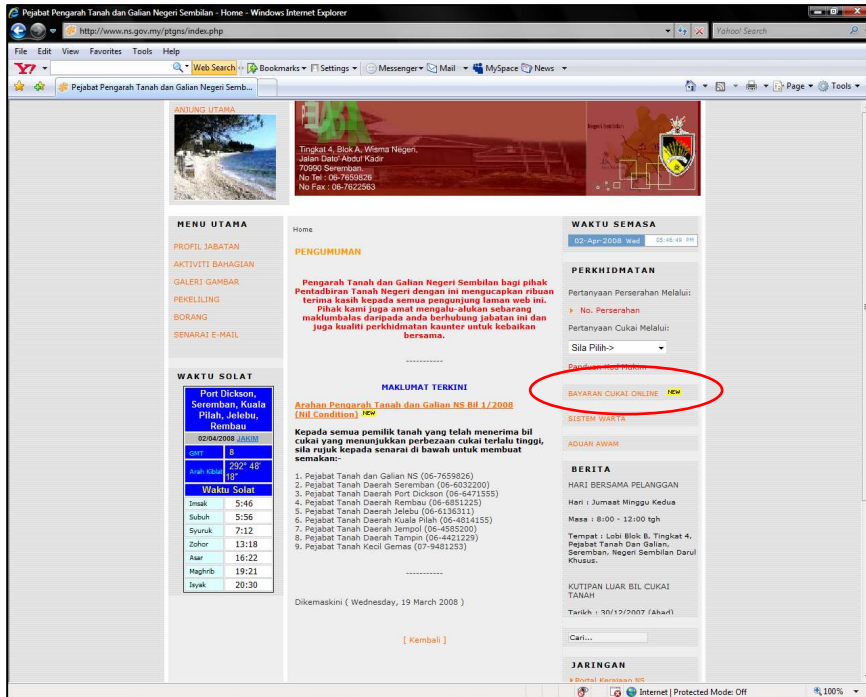 Pejabat Pengarah Tanah dan Galian Negeri Sembilan - Home - Windows Internet Explorer
http://www.ns.gov.my/ptgns/index.php
Yahoo! Search
File Edit View Favorites Tools Help
Web Search Bookmarks Settings Messenger Mail MySpace News
Pejabat Pengarah Tanah dan Galian Negeri Semb...
Page Tools
ANJUNG UTAMA
Tingkat 4, Blok A, Wisma Negeri,
Jalan Dato' Abdul Kadir
70990 Seremban.
No Tel : 06-7659826
No Fax : 06-7622563
Negeri Sembilan
MENU UTAMA
PROFIL JABATAN
AKTIVITI BAHAGIAN
GALERI GAMBAR
PEKELILING
BORANG
SENARAI E-MAIL
WAKTU SOLAT
Port Dickson,
Seremban, Kuala
Pilah, Jelebu,
Rembau
02/04/2008 JAKIM
GMT 8
Arah Kiblat 292° 48' 18"
Waktu Solat
Imsak 5:46
Subuh 5:56
Syuruk 7:12
Zohor 13:18
Asar 16:22
Maghrib 19:21
Isyak 20:30
Home
PENGUMUMAN
Pengarah Tanah dan Galian Negeri Sembilan bagi pihak
Pentadbiran Tanah Negeri dengan ini mengucapkan ribuan
terima kasih kepada semua pengunjung laman web ini.
Pihak kami juga amat mengalu-alukan sebarang
maklumbalas daripada anda berhubung jabatan ini dan
juga kualiti perkhidmatan kaunter untuk kebaikan
bersama.
-----------
MAKLUMAT TERKINI
Arahan Pengarah Tanah dan Galian NS Bil 1/2008
(Nil Condition) NEW
Kepada semua pemilik tanah yang telah menerima bil
cukai yang menunjukkan perbezaan cukai terlalu tinggi,
sila rujuk kepada senarai di bawah untuk membuat
semakan:-
1. Pejabat Tanah dan Galian NS (06-7659826)
2. Pejabat Tanah Daerah Seremban (06-6032200)
3. Pejabat Tanah Daerah Port Dickson (06-6471555)
4. Pejabat Tanah Daerah Rembau (06-6851225)
5. Pejabat Tanah Daerah Jelebu (06-6136311)
6. Pejabat Tanah Daerah Kuala Pilah (06-4814155)
7. Pejabat Tanah Daerah Jempol (06-4585200)
8. Pejabat Tanah Daerah Tampin (06-4421229)
9. Pejabat Tanah Kecil Gemas (07-9481253)
-----------
Dikemaskini ( Wednesday, 19 March 2008 )
[ Kembali ]
WAKTU SEMASA
02-Apr-2008 Wed 05:45:49 PM
PERKHIDMATAN
Pertanyaan Perserahan Melalui:
No. Perserahan
Pertanyaan Cukai Melalui:
Sila Pilih->
Panduan Kod Mukim
BAYARAN CUKAI ONLINE NEW
SISTEM WARTA
ADUAN AWAM
BERITA
HARI BERSAMA PELANGGAN
Hari : Jumaat Minggu Kedua
Masa : 8:00 - 12:00 tgh
Tempat : Lobi Blok B, Tingkat 4,
Pejabat Tanah Dan Galian,
Seremban, Negeri Sembilan Darul
Khusus.
KUTIPAN LUAR BIL CUKAI
TANAH
Tarikh : 30/12/2007 (Ahad)
Cari...
JARINGAN
Portal Kerajaan NS
Internet | Protected Mode: Off
100%